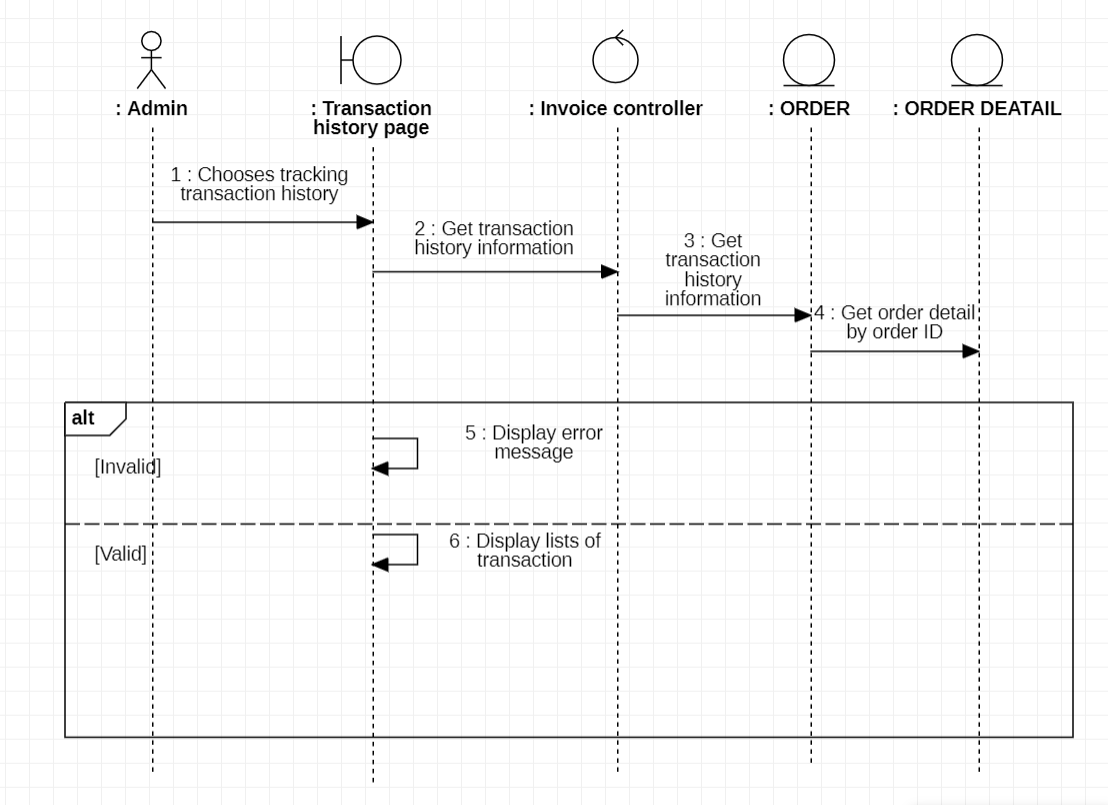 : Admin
: Transaction
history page
: Invoice controller
: ORDER
: ORDER DEATAIL
1 : Chooses tracking
transaction history
2 : Get transaction
history information
3 : Get
transaction
history
information
4 : Get order detail
by order ID
alt
[Invalid]
5 : Display error
message
[Valid]
6 : Display lists of
transaction